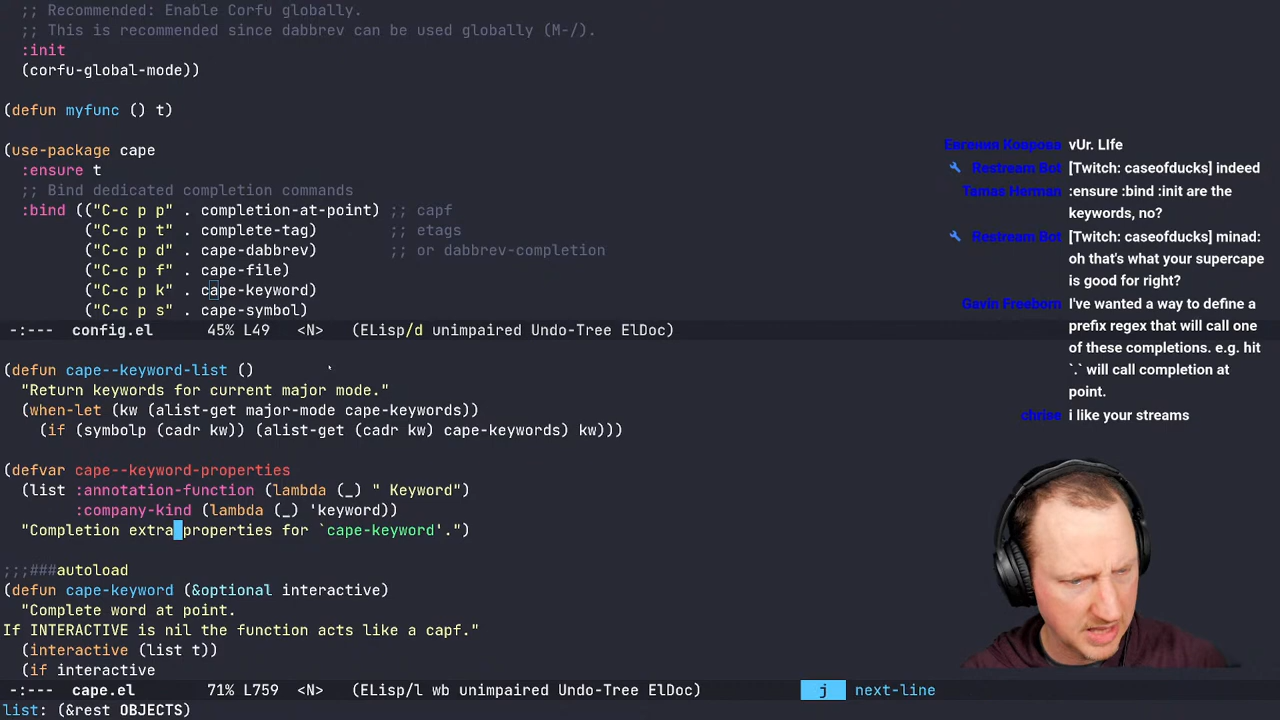 ;; Recommended: Enable Corfu globally.
;; This is recommended since dabbrev can be used globally (M-/).
:init
(corfu-global-mode))
(defun myfunc () t)
(use-package cape
:ensure t
;; Bind dedicated completion commands
:bind (("C-c p p" . completion-at-point) ;; capf
("C-c p t" . complete-tag) ;; etags
("C-c p d" . cape-dabbrev) ;; or dabbrev-completion
("C-c p f" . cape-file)
("C-c p k" . cape-keyword)
("C-c p s" . cape-symbol)
-:--- config.el 45% L49 <N> (ELisp/d unimpaired Undo-Tree ElDoc)
(defun cape--keyword-list ()
"Return keywords for current major mode."
(when-let (kw (alist-get major-mode cape-keywords))
(if (symbolp (cadr kw)) (alist-get (cadr kw) cape-keywords) kw)))
(defvar cape--keyword-properties
(list :annotation-function (lambda (_) " Keyword")
:company-kind (lambda (_) 'keyword))
"Completion extra properties for `cape-keyword'.")
;;;###autoload
(defun cape-keyword (&optional interactive)
"Complete word at point.
If INTERACTIVE is nil the function acts like a capf."
(interactive (list t))
(if interactive
-:--- cape.el 71% L759 <N> (ELisp/l wb unimpaired Undo-Tree ElDoc) j next-line
list: (&rest OBJECTS)
Евгения Коврова vUr. LIfe
Restream Bot [Twitch: caseofducks] indeed
Tamas Herman :ensure :bind :init are the
keywords, no?
Restream Bot [Twitch: caseofducks] minad:
oh that's what your supercape
is good for right?
Gavin Freeborn I've wanted a way to define a
prefix regex that will call one
of these completions. e.g. hit
`.` will call completion at
point.
chrise i like your streams